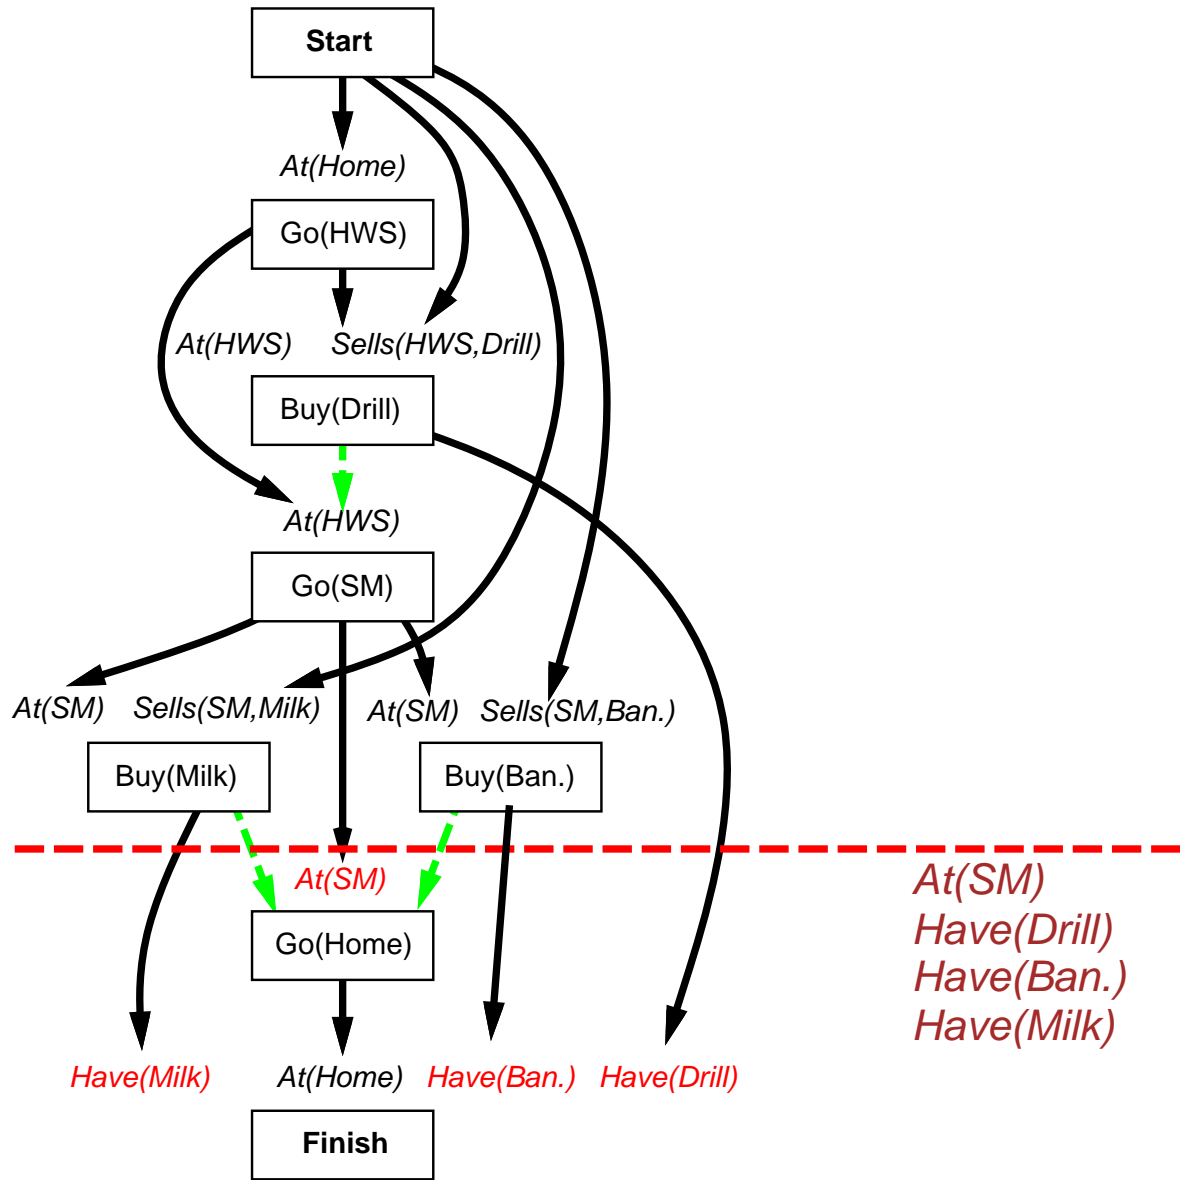 Start
At(Home)
Go(HWS)
At(HWS) Sells(HWS,Drill)
Buy(Drill)
At(HWS)
Go(SM)
At(SM) Sells(SM,Milk) At(SM) Sells(SM,Ban.)
Buy(Milk) Buy(Ban.)
At(SM)
Go(Home)
At(SM)
Have(Drill)
Have(Ban.)
Have(Milk)
Have(Milk) At(Home) Have(Ban.) Have(Drill)
Finish